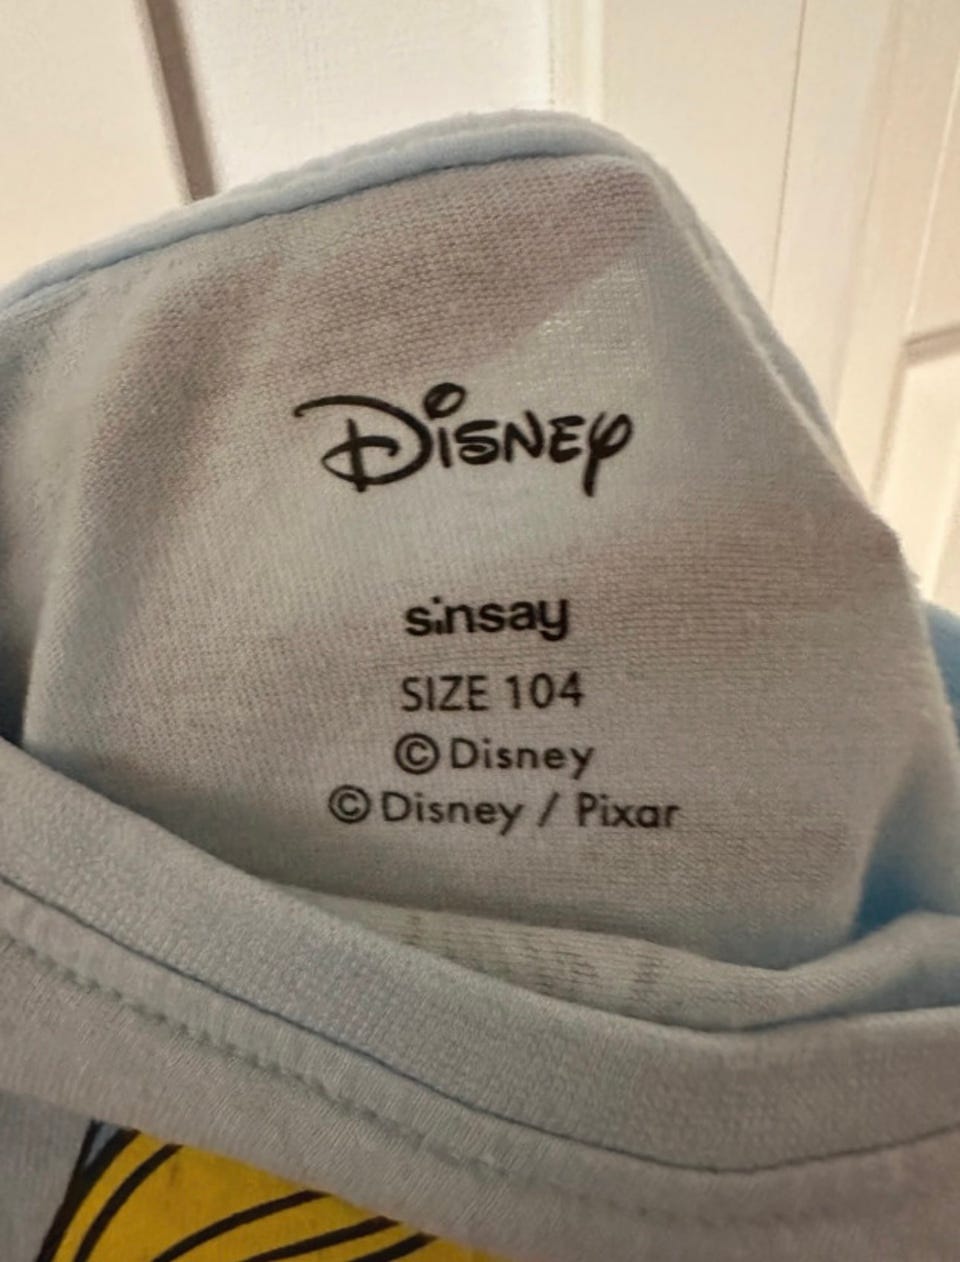 Disney
sinsay
SIZE 104
© Disney
© Disney / Pixar